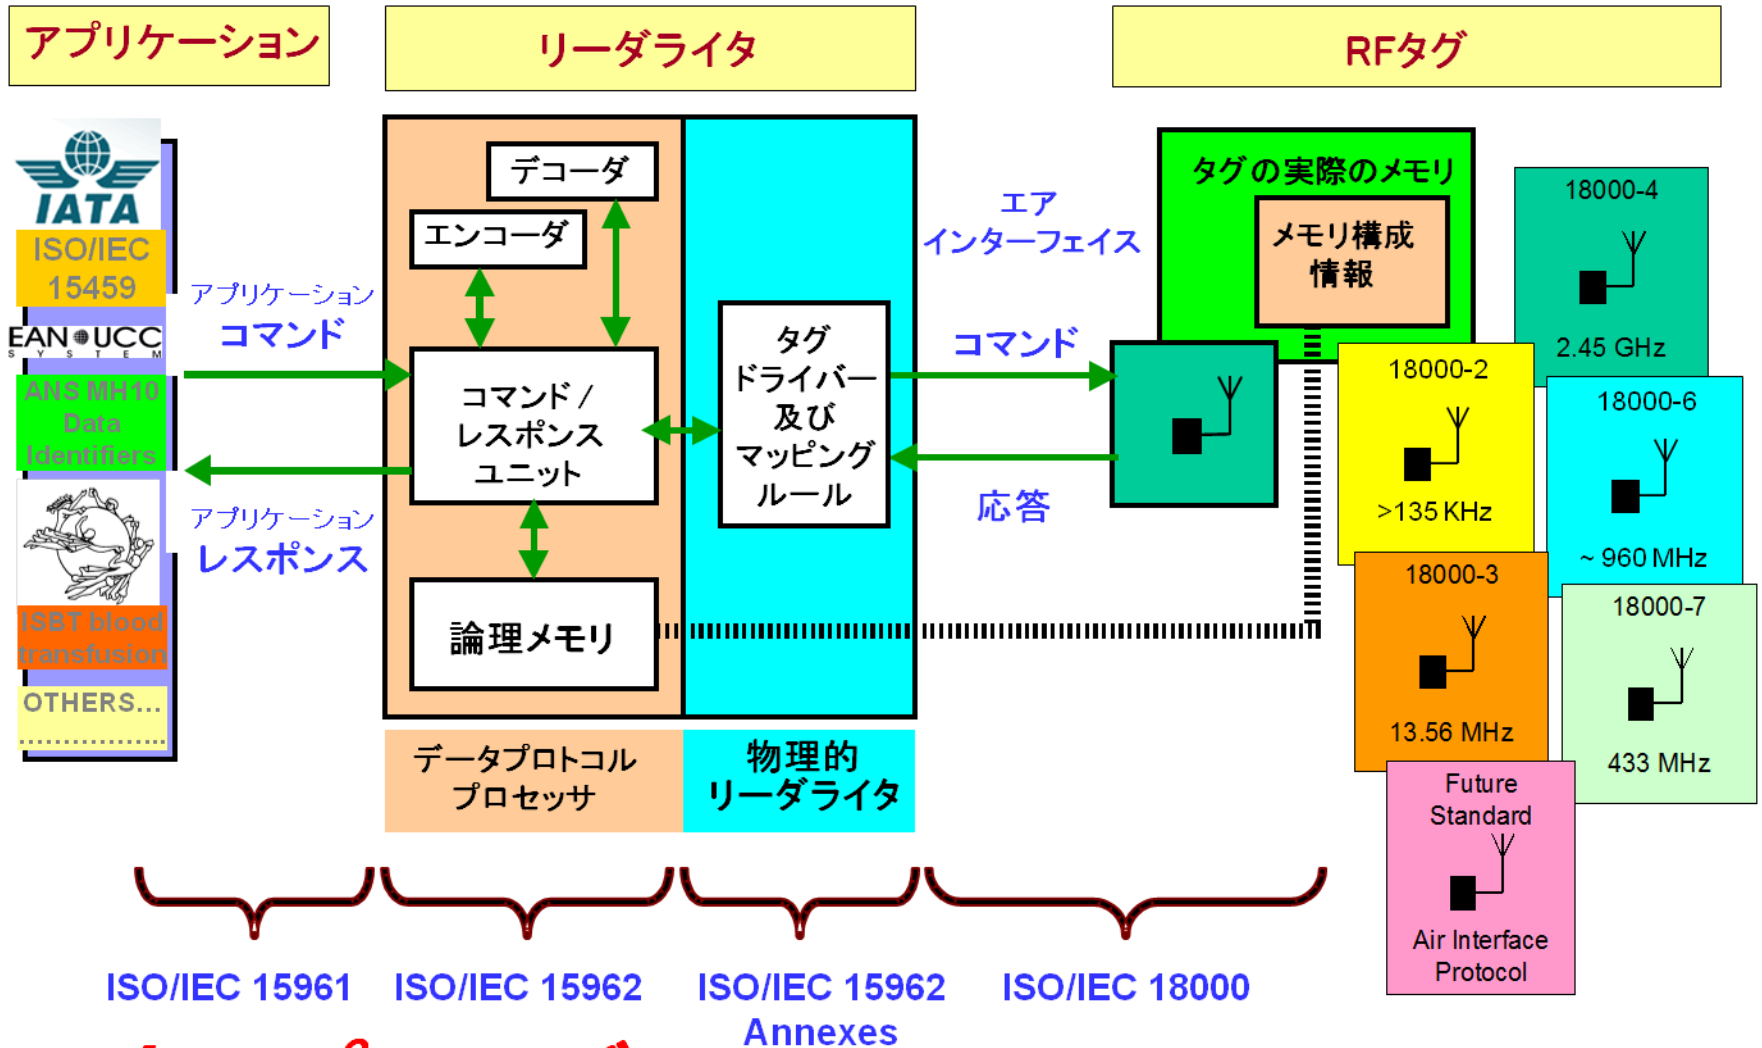 アプリケーション
リーダライタ
RFタグ
IATA
ISO/IEC
15459
EAN UCC
SYSTEM
ANS MH10
Data
Identifiers
ISBT blood
transfusion
OTHERS...
................
アプリケーション
コマンド
アプリケーション
レスポンス
デコーダ
エンコーダ
コマンド /
レスポンス
ユニット
論理メモリ
タグ
ドライバー
及び
マッピング
ルール
データプロトコル
プロセッサ
物理的
リーダライタ
エア
インターフェイス
コマンド
応答
タグの実際のメモリ
メモリ構成
情報
18000-4
2.45 GHz
18000-2
>135 KHz
18000-6
~ 960 MHz
18000-3
13.56 MHz
18000-7
433 MHz
Future
Standard
Air Interface
Protocol
ISO/IEC 15961
ISO/IEC 15962
ISO/IEC 15962
Annexes
ISO/IEC 18000